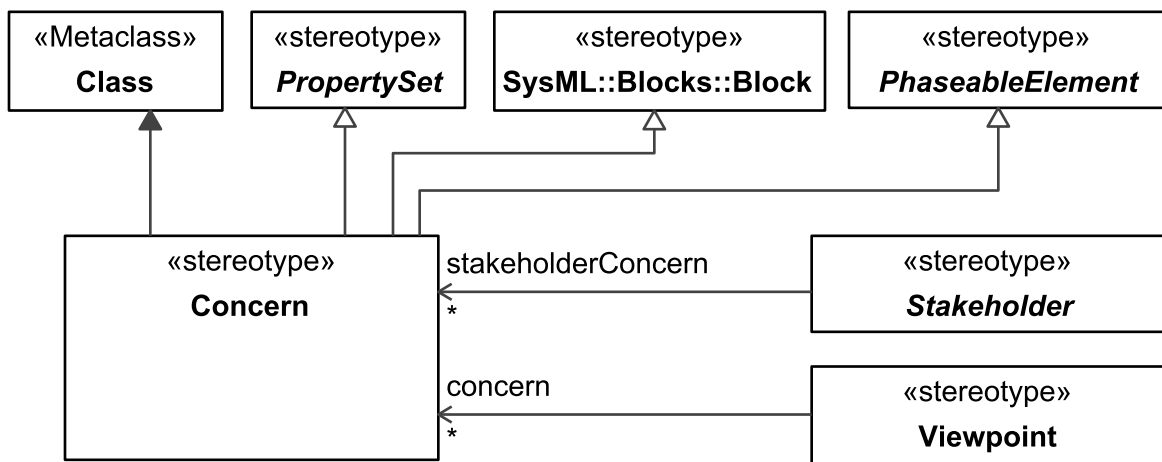 «Metaclass»
Class
«stereotype»
PropertySet
«stereotype»
SysML::Blocks::Block
«stereotype»
PhaseableElement
«stereotype»
Concern
stakeholderConcern
*
concern
*
«stereotype»
Stakeholder
«stereotype»
Viewpoint